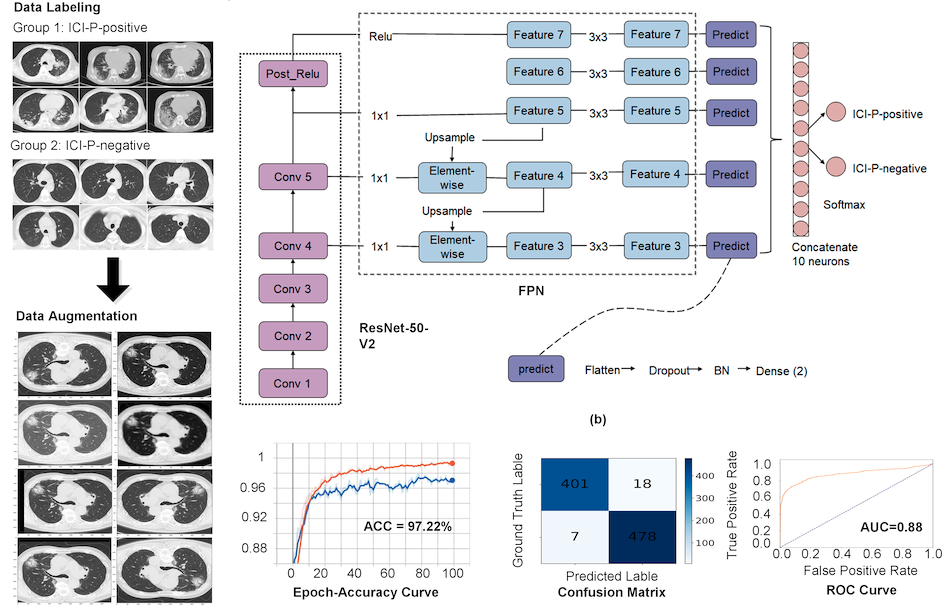 Data Labeling
Group 1: ICI-P-positive
Group 2: ICI-P-negative
Data Augmentation
Post_Relu
Conv 5
Conv 4
Conv 3
Conv 2
Conv 1
ResNet-50-
V2
Relu
Feature 7
3x3
Feature 7
Predict
Feature 6
3x3
Feature 6
Predict
1x1
Feature 5
3x3
Feature 5
Predict
Upsample
1x1
Element-
wise
Feature 4
3x3
Feature 4
Predict
Upsample
1x1
Element-
wise
Feature 3
3x3
Feature 3
Predict
FPN
ICI-P-positive
ICI-P-negative
Softmax
Concatenate
10 neurons
predict
Flatten
Dropout
BN
Dense (2)
(b)
1
0.96
0.92
0.88
ACC = 97.22%
0 20 40 60 80 100
Epoch-Accuracy Curve
Ground Truth Lable
401
18
7
478
400
300
200
100
Predicted Lable
Confusion Matrix
True Positive Rate
1.0
0.8
0.6
0.4
0.2
0.0
AUC=0.88
0.0 0.2 0.4 0.6 0.8 1.0
False Positive Rate
ROC Curve